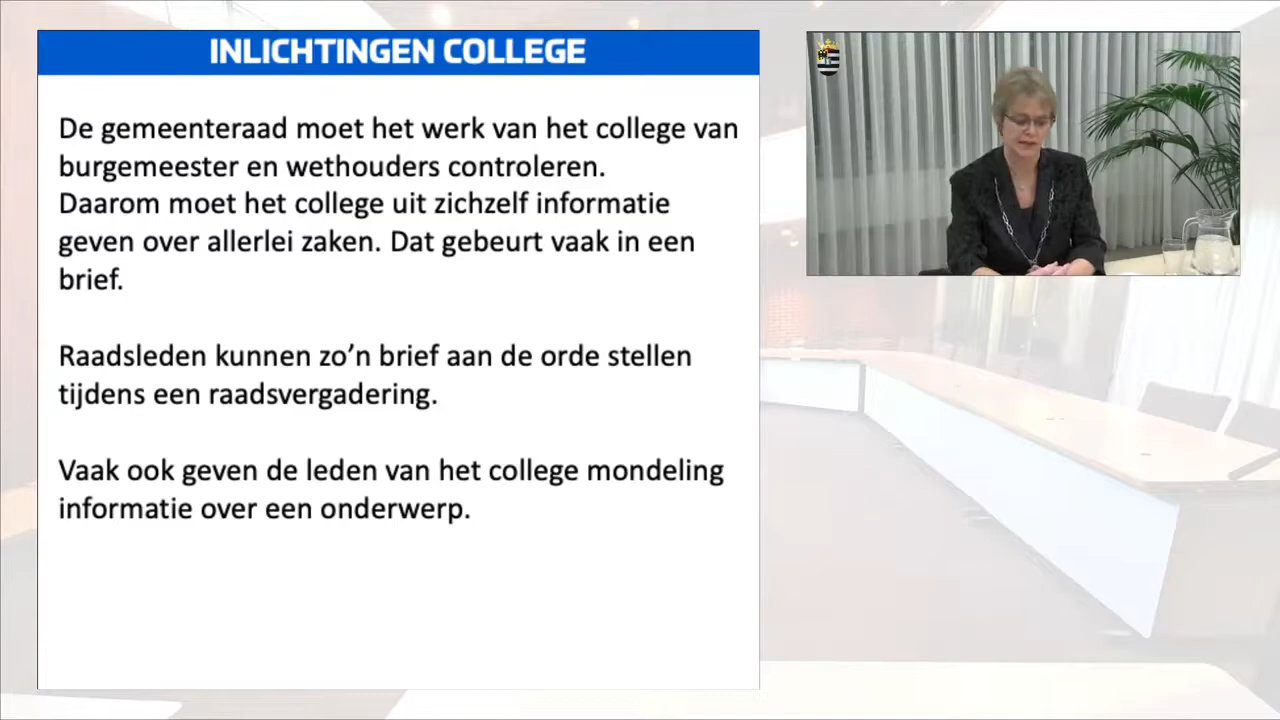 INLICHTINGEN COLLEGE
De gemeenteraad moet het werk van het college van
burgemeester en wethouders controleren.
Daarom moet het college uit zichzelf informatie
geven over allerlei zaken. Dat gebeurt vaak in een
brief.
Raadsleden kunnen zo’n brief aan de orde stellen
tijdens een raadsvergadering.
Vaak ook geven de leden van het college mondeling
informatie over een onderwerp.